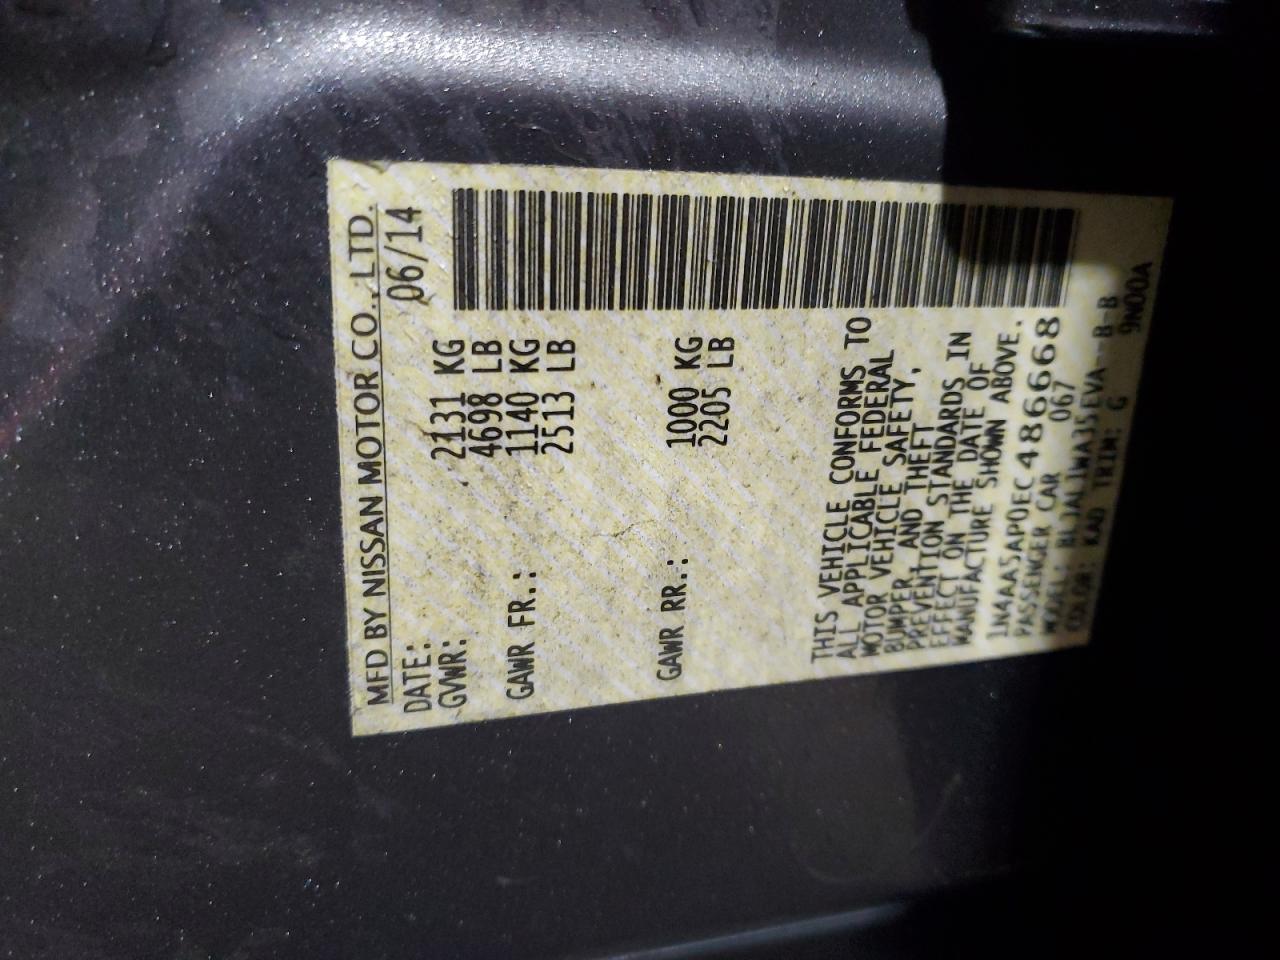 MFD BY NISSAN MOTOR CO., LTD.
DATE: 06/14
GVWR: 2131 KG
4698 LB
GAWR FR.: 1140 KG
2513 LB
GAWR RR.: 1000 KG
2205 LB
THIS VEHICLE CONFORMS TO
ALL APPLICABLE FEDERAL
MOTOR VEHICLE SAFETY,
BUMPER, AND THEFT
PREVENTION STANDARDS IN
EFFECT ON THE DATE OF
MANUFACTURE SHOWN ABOVE.
1N4AA5AP0EC486668
PASSENGER CAR 067
MODEL: BLJALJWA35EVA--B-B
COLOR: KAD TRIM: G 9N00A